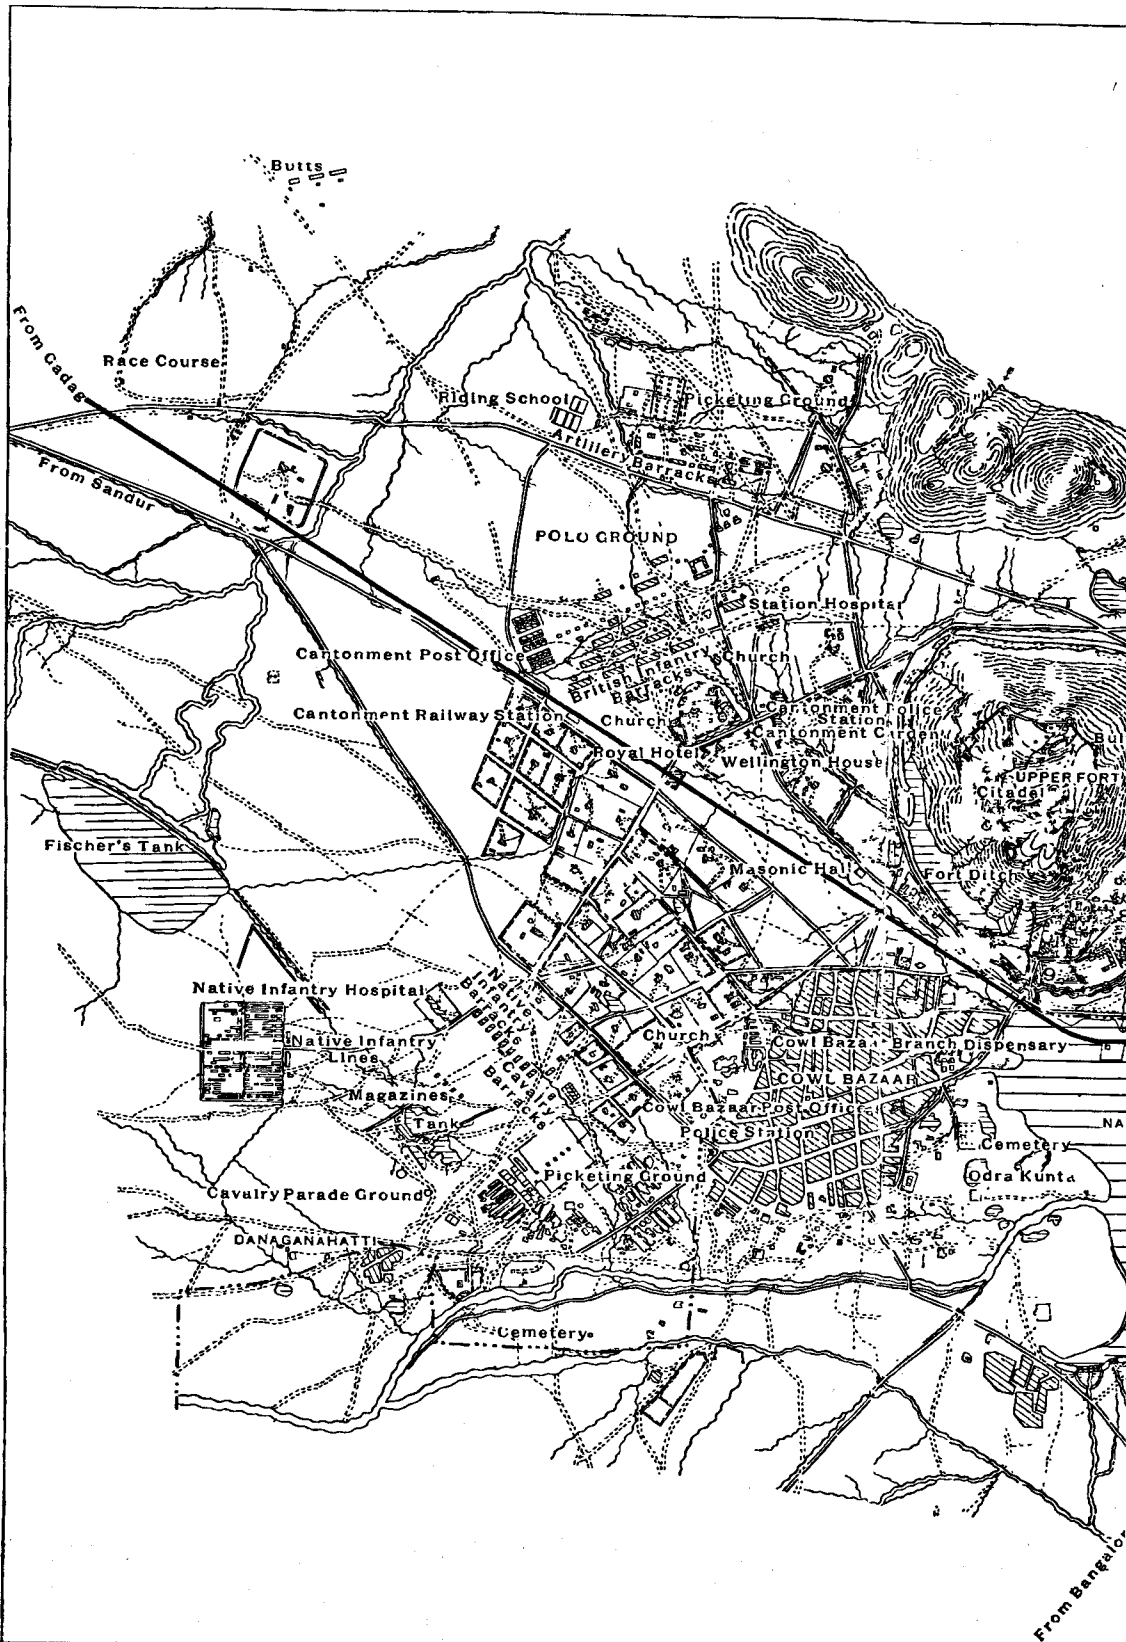 Butts
From Gadag
Race Course
Riding School
Picketing Ground
Artillery Barracks
From Sandur
POLO GROUND
Station Hospital
Cantonment Post Office
British Infantry
Barracks
Church
Cantonment Railway Station
Church
Cantonment Police
Station
Cantonment Garden
Royal Hotel
Wellington House
UPPER FORT
Citadel
Fischer's Tank
Masonic Hall
Fort Ditch
Native Infantry Hospital
Native
Infantry
Barracks
Native Infantry
Lines
Church
Branch Dispensary
COWL BAZAAR
Magazines
Cavalry
Barracks
Cowl Bazaar Post Office
Tank
Police Station
Cemetery
Picketing Ground
Odra Kunta
Cavalry Parade Ground
DANAGANAHATTI
Cemetery